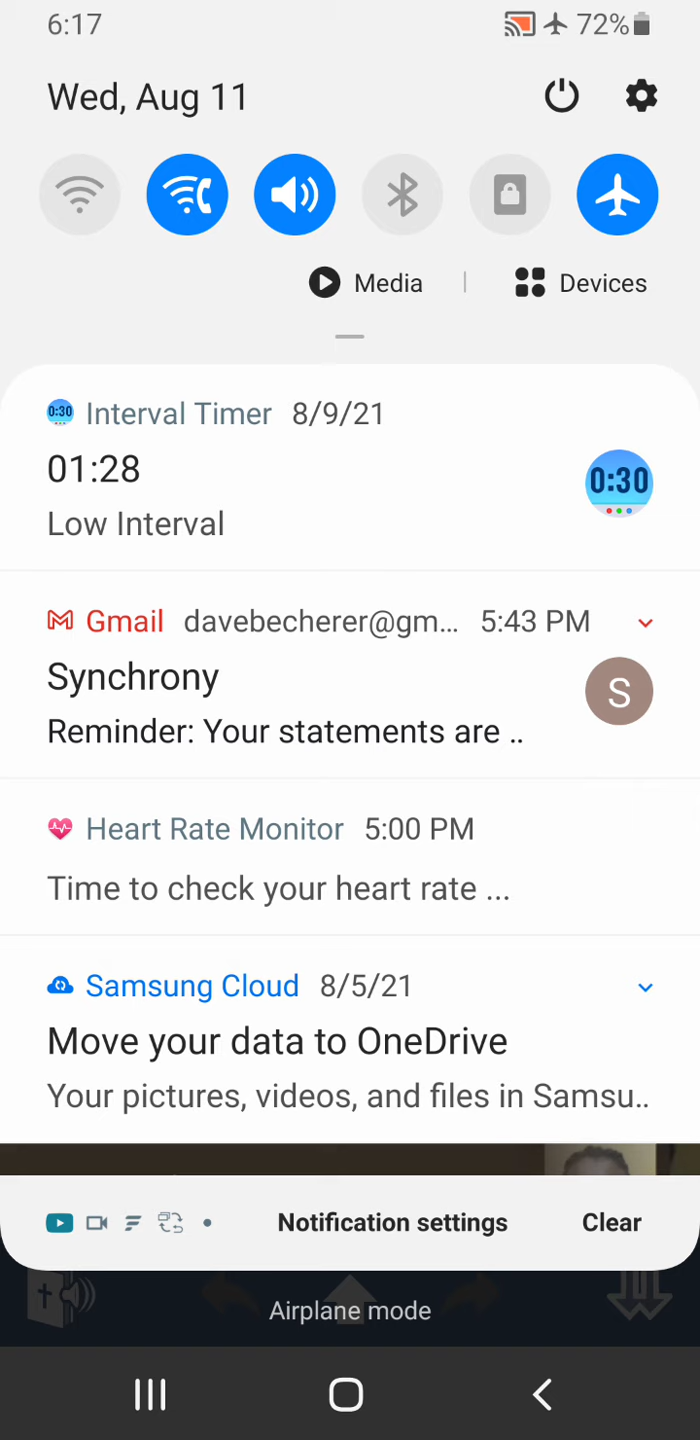 6:17 72%
Wed, Aug 11
Media | Devices
0:30 Interval Timer 8/9/21
01:28
0:30
Low Interval
Gmail davebecherer@gm... 5:43 PM
Synchrony
S
Reminder: Your statements are ..
Heart Rate Monitor 5:00 PM
Time to check your heart rate ...
Samsung Cloud 8/5/21
Move your data to OneDrive
Your pictures, videos, and files in Samsu..
Notification settings Clear
Airplane mode